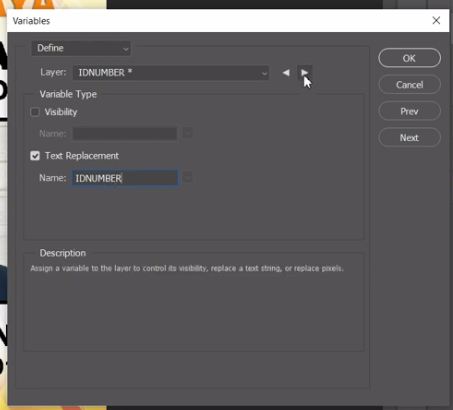 AYA
Variables
Define
OK
Layer: IDNUMBER *
Cancel
Variable Type
Visibility
Prev
Name:
Next
Text Replacement
Name: IDNUMBER
Description
Assign a variable to the layer to control its visibility, replace a text string, or replace pixels.